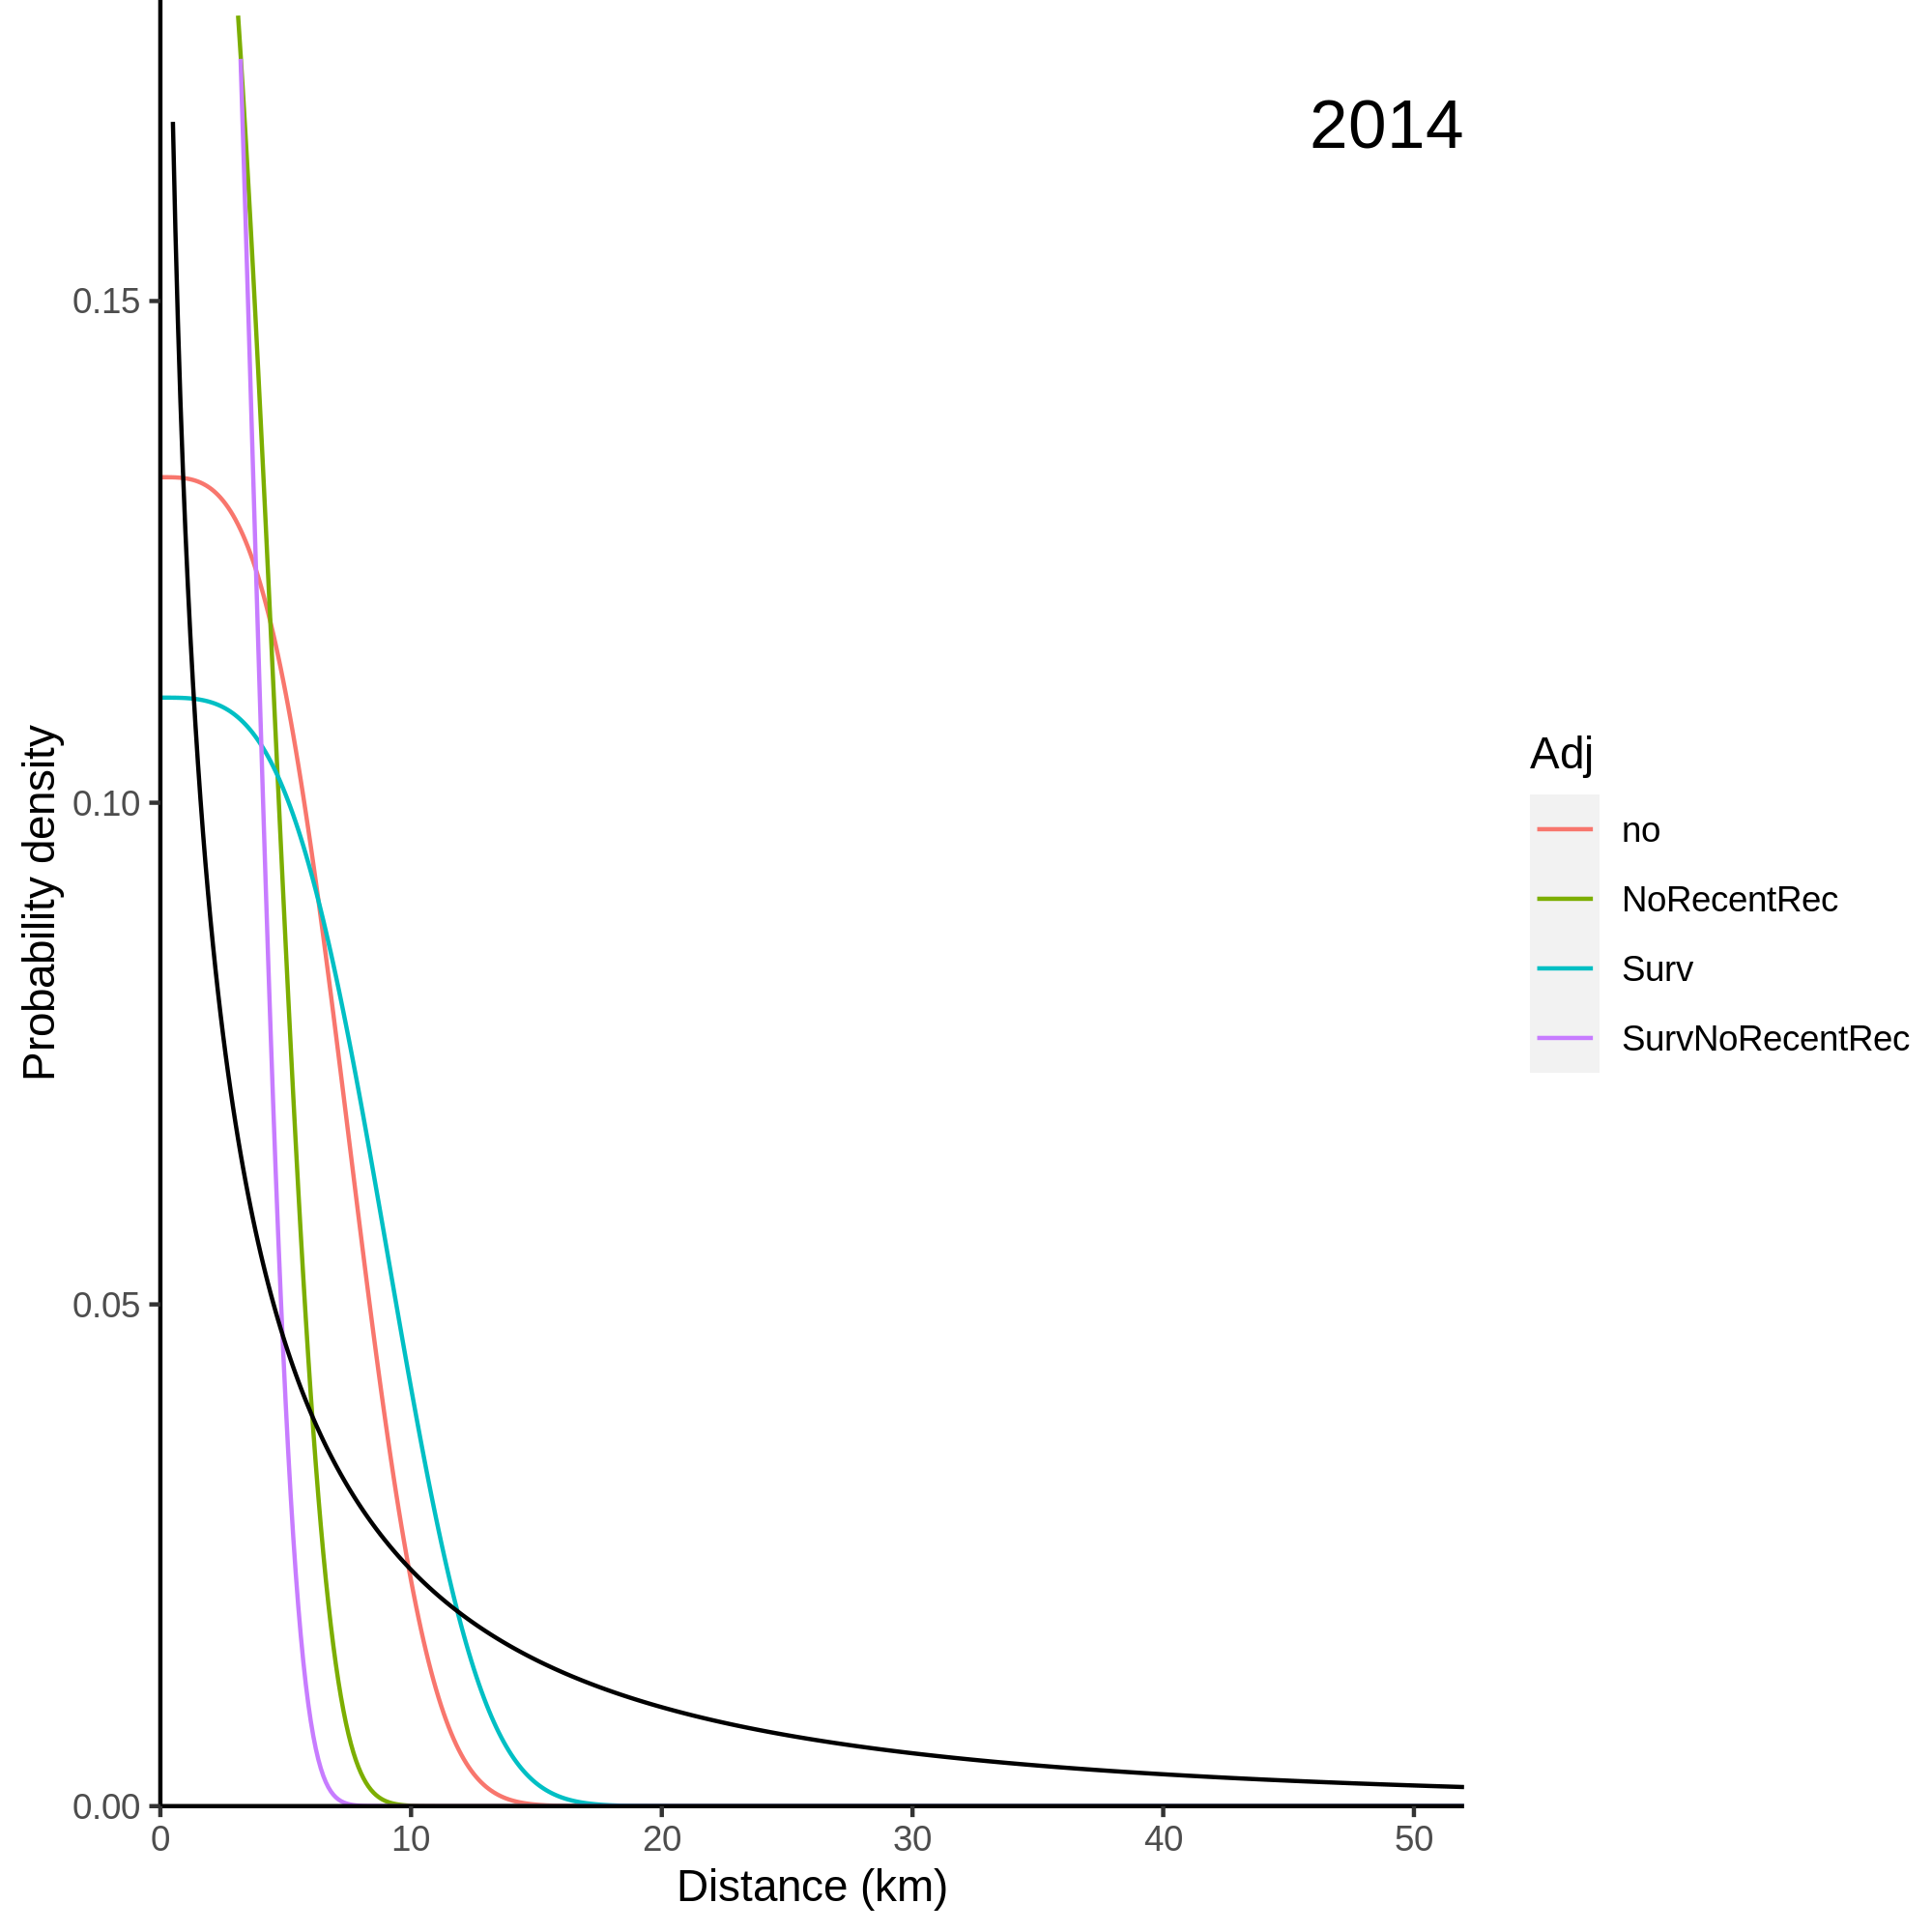 2014
0.15
0.10
0.05
0.00
Probability density
0
10
20
30
40
50
Distance (km)
Adj
no
NoRecentRec
Surv
SurvNoRecentRec